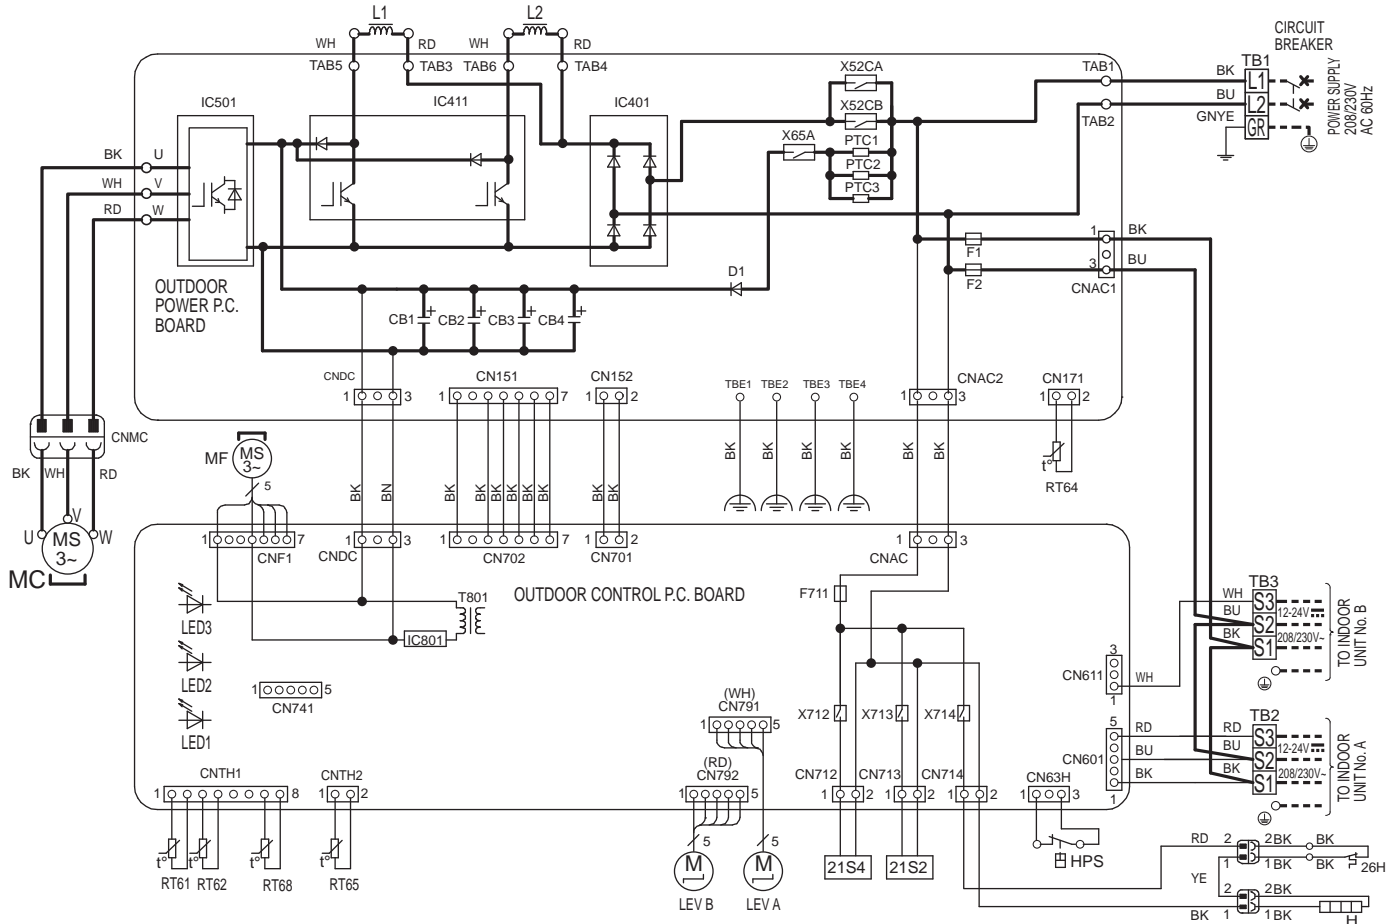 L1
L2
WH
RD
WH
RD
TAB5
TAB3
TAB6
TAB4
CIRCUIT
BREAKER
TB1
BK
L1
BU
L2
GNYE
GR
POWER SUPPLY
208/230V
AC 60Hz
TAB1
TAB2
X52CA
X52CB
X65A
PTC1
PTC2
PTC3
IC501
IC411
IC401
BK
U
WH
V
RD
W
OUTDOOR
POWER P.C.
BOARD
D1
F1
F2
1
BK
3
BU
CNAC1
CB1
+
CB2
+
CB3
+
CB4
+
CNDC
1
3
CN151
1
7
CN152
1
2
TBE1
TBE2
TBE3
TBE4
CNAC2
1
3
CN171
1
2
t°
RT64
CNMC
BK
WH
RD
U
V
W
MS
3~
MC
MF
MS
3~
5
BK
BN
BK
BK
BK
BK
BK
BK
BK
BK
BK
BK
BK
BK
BK
BK
1
7
CNF1
1
3
CNDC
1
7
CN702
1
2
CN701
CNAC
1
3
OUTDOOR CONTROL P.C. BOARD
T801
IC801
F711
LED3
LED2
LED1
1
5
CN741
X712
X713
X714
(WH)
CN791
1
5
(RD)
CN792
1
5
3
CN611
1
WH
5
CN601
1
RD
BU
BK
TB3
WH
S3
BU
12-24V
S2
BK
208/230V~
S1
TO INDOOR
UNIT No. B
TB2
RD
S3
BU
12-24V
S2
BK
208/230V~
S1
TO INDOOR
UNIT No. A
CNTH1
1
8
CNTH2
1
2
CN712
1
2
CN713
1
2
CN714
1
2
CN63H
1
3
t°
RT61
t°
RT62
t°
RT68
t°
RT65
5
M
LEV B
5
M
LEV A
21S4
21S2
HPS
RD
2
2
BK
BK
1
1
BK
BK
26H
YE
2
2
BK
BK
1
1
BK
H